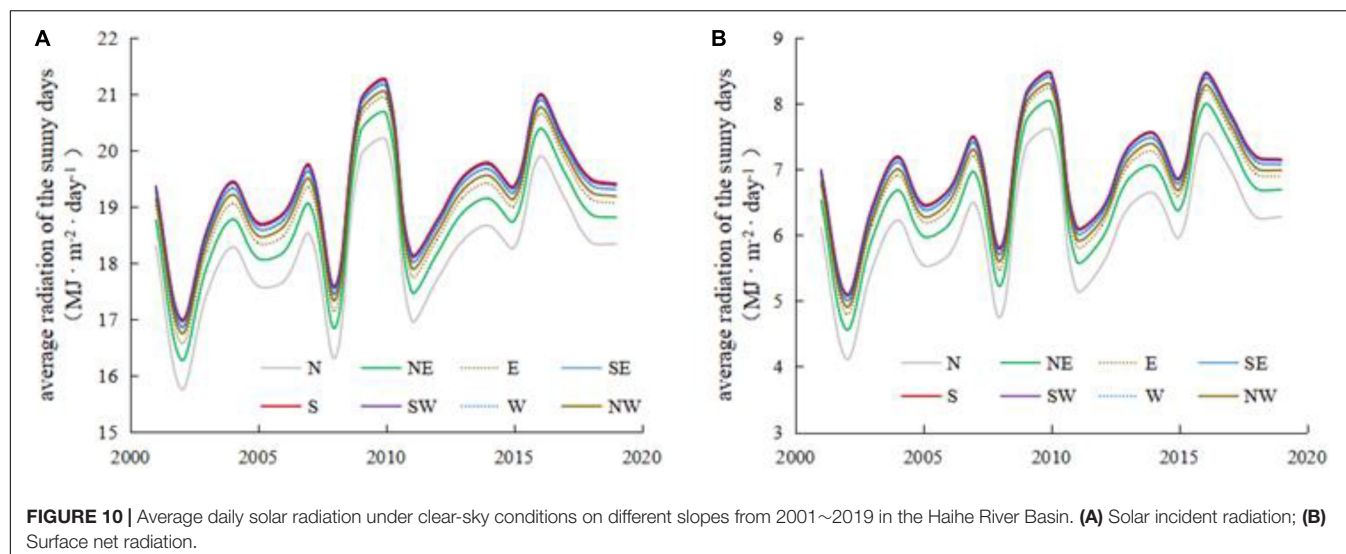 A
average radiation of the sunny days
(MJ · m⁻² · day⁻¹)
22
21
20
19
18
17
16
15
2000
2005
2010
2015
2020
N
NE
E
SE
S
SW
W
NW
B
average radiation of the sunny days
(MJ · m⁻² · day⁻¹)
9
8
7
6
5
4
3
2000
2005
2010
2015
2020
N
NE
E
SE
S
SW
W
NW
FIGURE 10 | Average daily solar radiation under clear-sky conditions on different slopes from 2001~2019 in the Haihe River Basin. (A) Solar incident radiation; (B)
Surface net radiation.